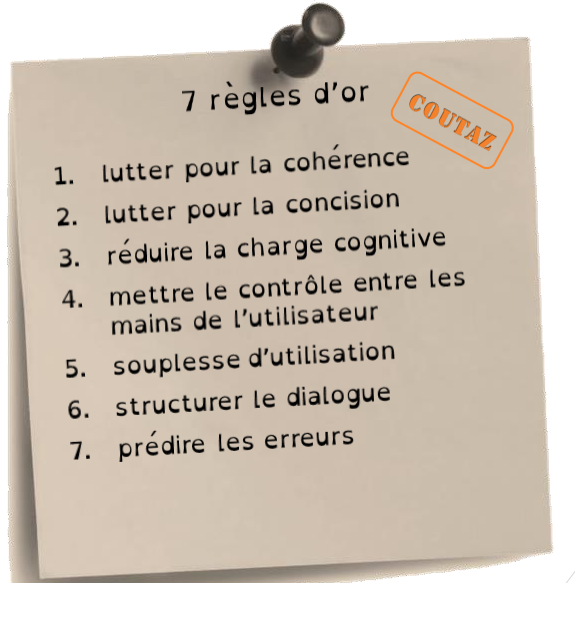 7 règles d'or
COUTAZ
1. lutter pour la cohérence
2. lutter pour la concision
3. réduire la charge cognitive
4. mettre le contrôle entre les
mains de l'utilisateur
5. souplesse d'utilisation
6. structurer le dialogue
7. prédire les erreurs